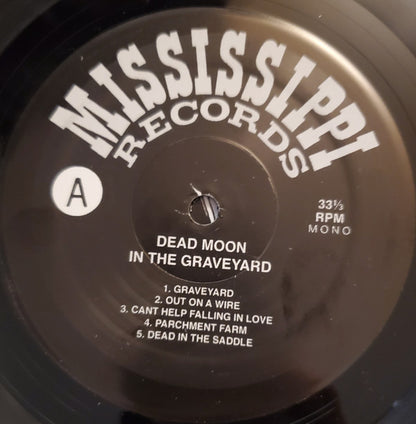 MISSISSIPPI
RECORDS
A
33⅓
RPM
MONO
DEAD MOON
IN THE GRAVEYARD
1. GRAVEYARD
2. OUT ON A WIRE
3. CANT HELP FALLING IN LOVE
4. PARCHMENT FARM
5. DEAD IN THE SADDLE